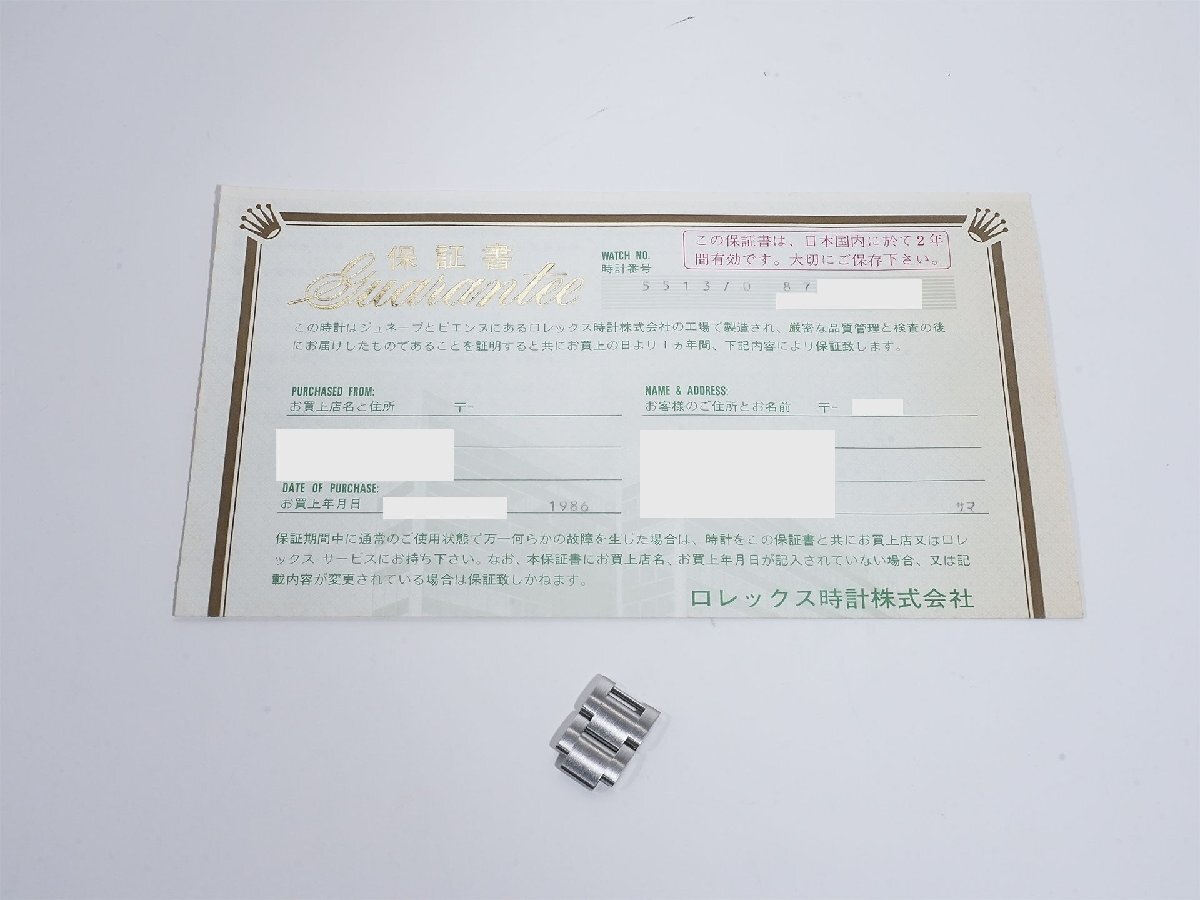 保証書
Guarantee
WATCH NO.
時計番号
この保証書は、日本国内に於て2年
間有効です。大切にご保存下さい。
5513/0 87
この時計はジュネーブとビエンヌにあるロレックス時計株式会社の工場で製造され、厳密な品質管理と検査の後
にお届けしたものであることを証明すると共にお買上の日より1ヵ年間、下記内容により保証致します。
PURCHASED FROM:
お買上店名と住所 〒-
NAME & ADDRESS:
お客様のご住所とお名前 〒-
DATE OF PURCHASE:
お買上年月日 1986
サマ
保証期間中に通常のご使用状態で万一何らかの故障を生じた場合は、時計をこの保証書と共にお買上店又はロレ
ックス サービスにお持ち下さい。なお、本保証書にお買上店名、お買上年月日が記入されていない場合、又は記
載内容が変更されている場合は保証致しかねます。
ロレックス時計株式会社